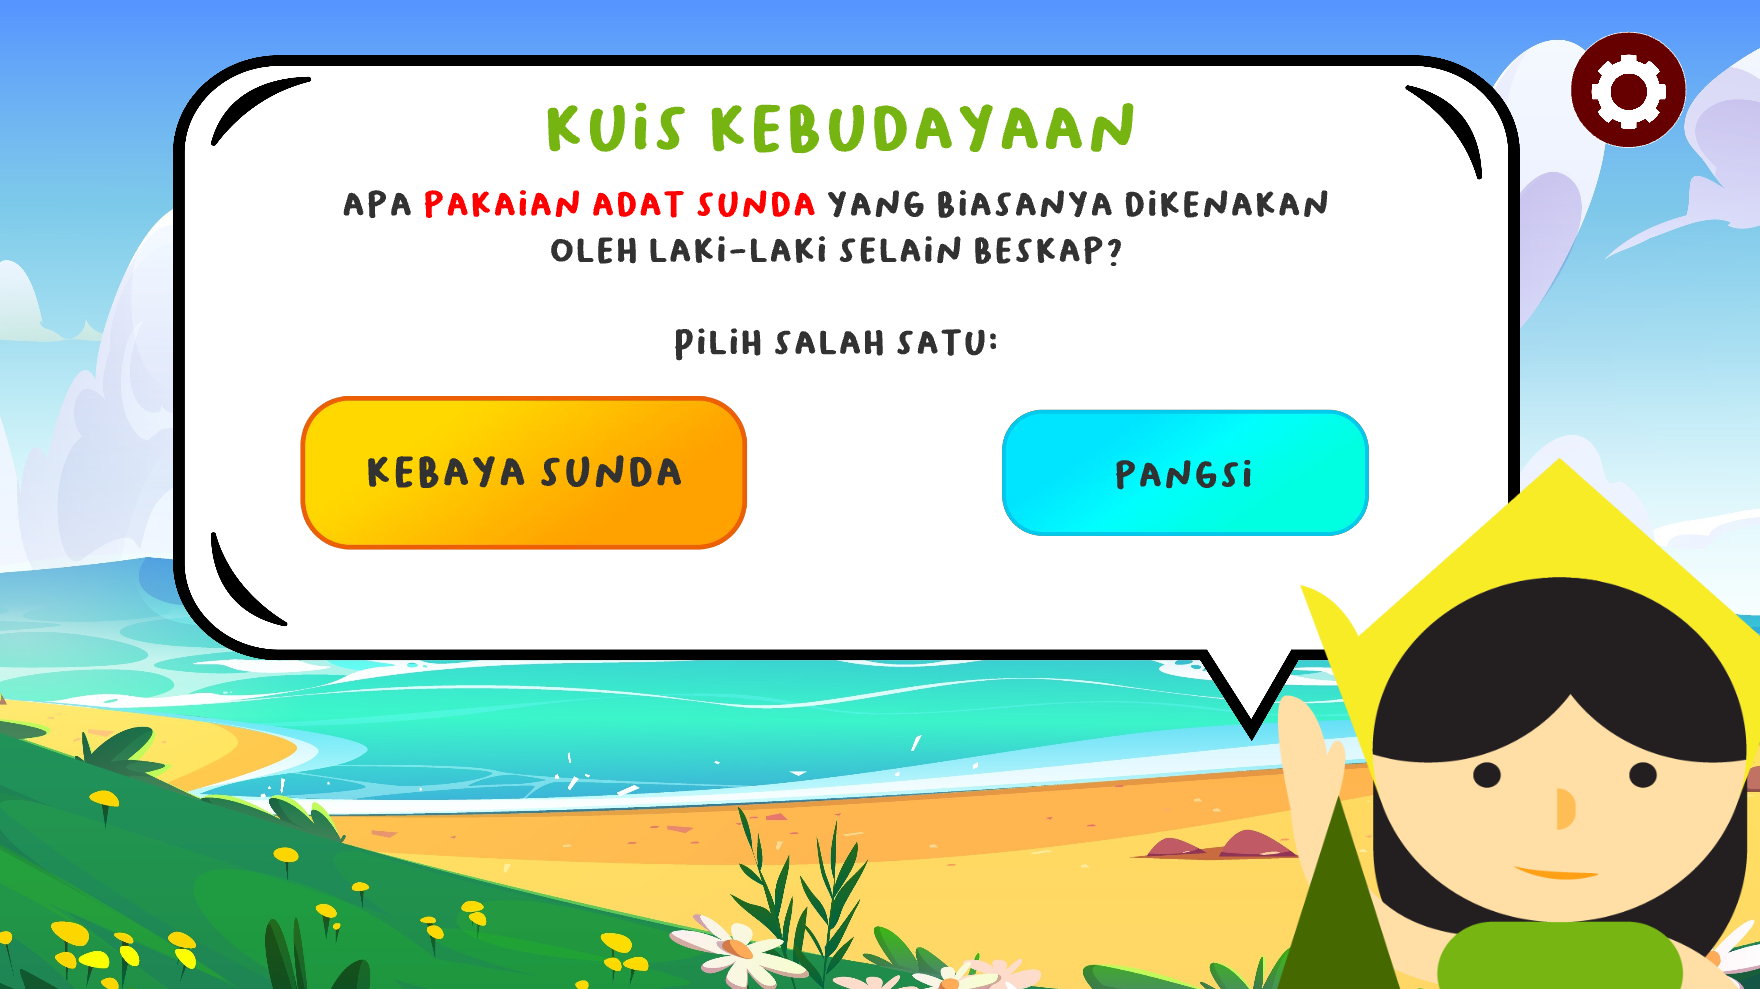 KUiS KEBUDAYAAN
APA PAKAiAN ADAT SUNDA YANG BiASANYA DiKENAKAN
OLEH LAKi-LAKi SELAiN BESKAP?
PiLiH SALAH SATU:
KEBAYA SUNDA
PANGSi